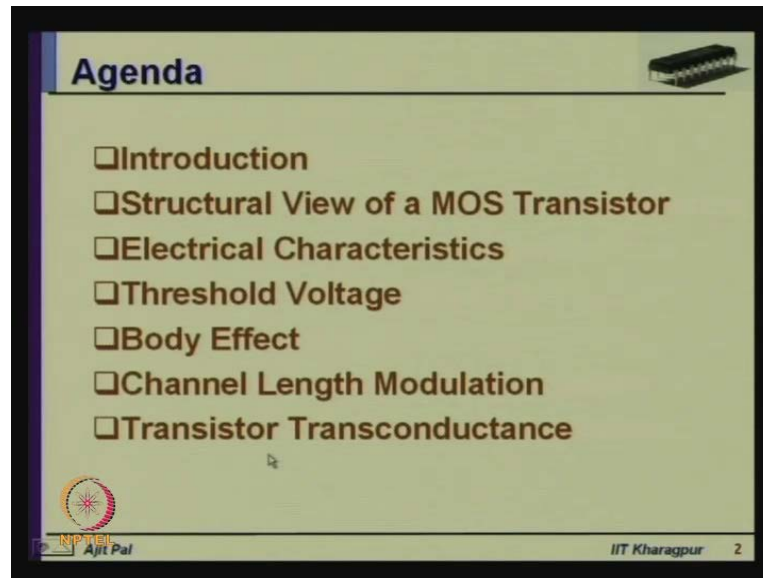 Agenda
❑Introduction
❑Structural View of a MOS Transistor
❑Electrical Characteristics
❑Threshold Voltage
❑Body Effect
❑Channel Length Modulation
❑Transistor Transconductance
NPTEL
Ajit Pal
IIT Kharagpur 2